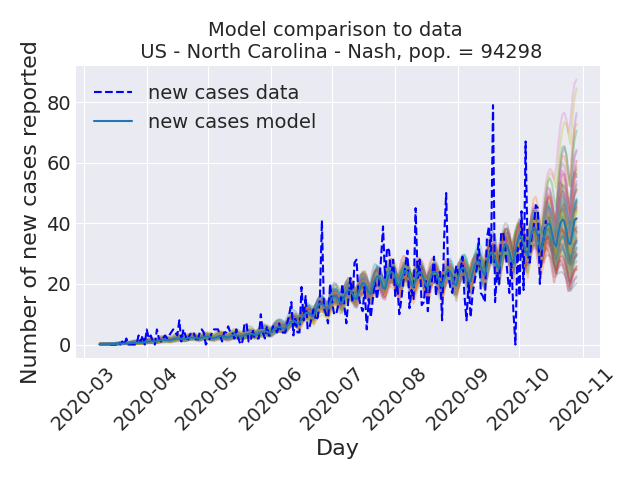 Model comparison to data
US - North Carolina - Nash, pop. = 94298
Number of new cases reported
80
60
40
20
0
new cases data
new cases model
2020-03
2020-04
2020-05
2020-06
2020-07
2020-08
2020-09
2020-10
2020-11
Day